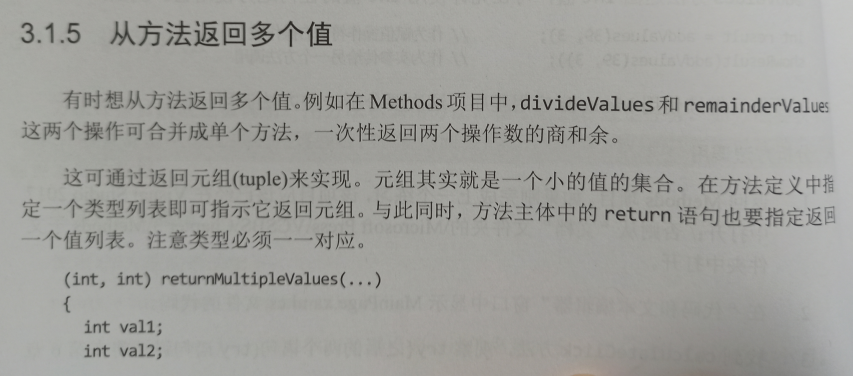 3.1.5 从方法返回多个值
有时想从方法返回多个值。例如在 Methods 项目中，divideValues 和 remainderValues
这两个操作可合并成单个方法，一次性返回两个操作数的商和余。
这可通过返回元组(tuple)来实现。元组其实就是一个小的值的集合。在方法定义中指
定一个类型列表即可指示它返回元组。与此同时，方法主体中的 return 语句也要指定返回
一个值列表。注意类型必须一一对应。
(int, int) returnMultipleValues(...)
{
int val1;
int val2;